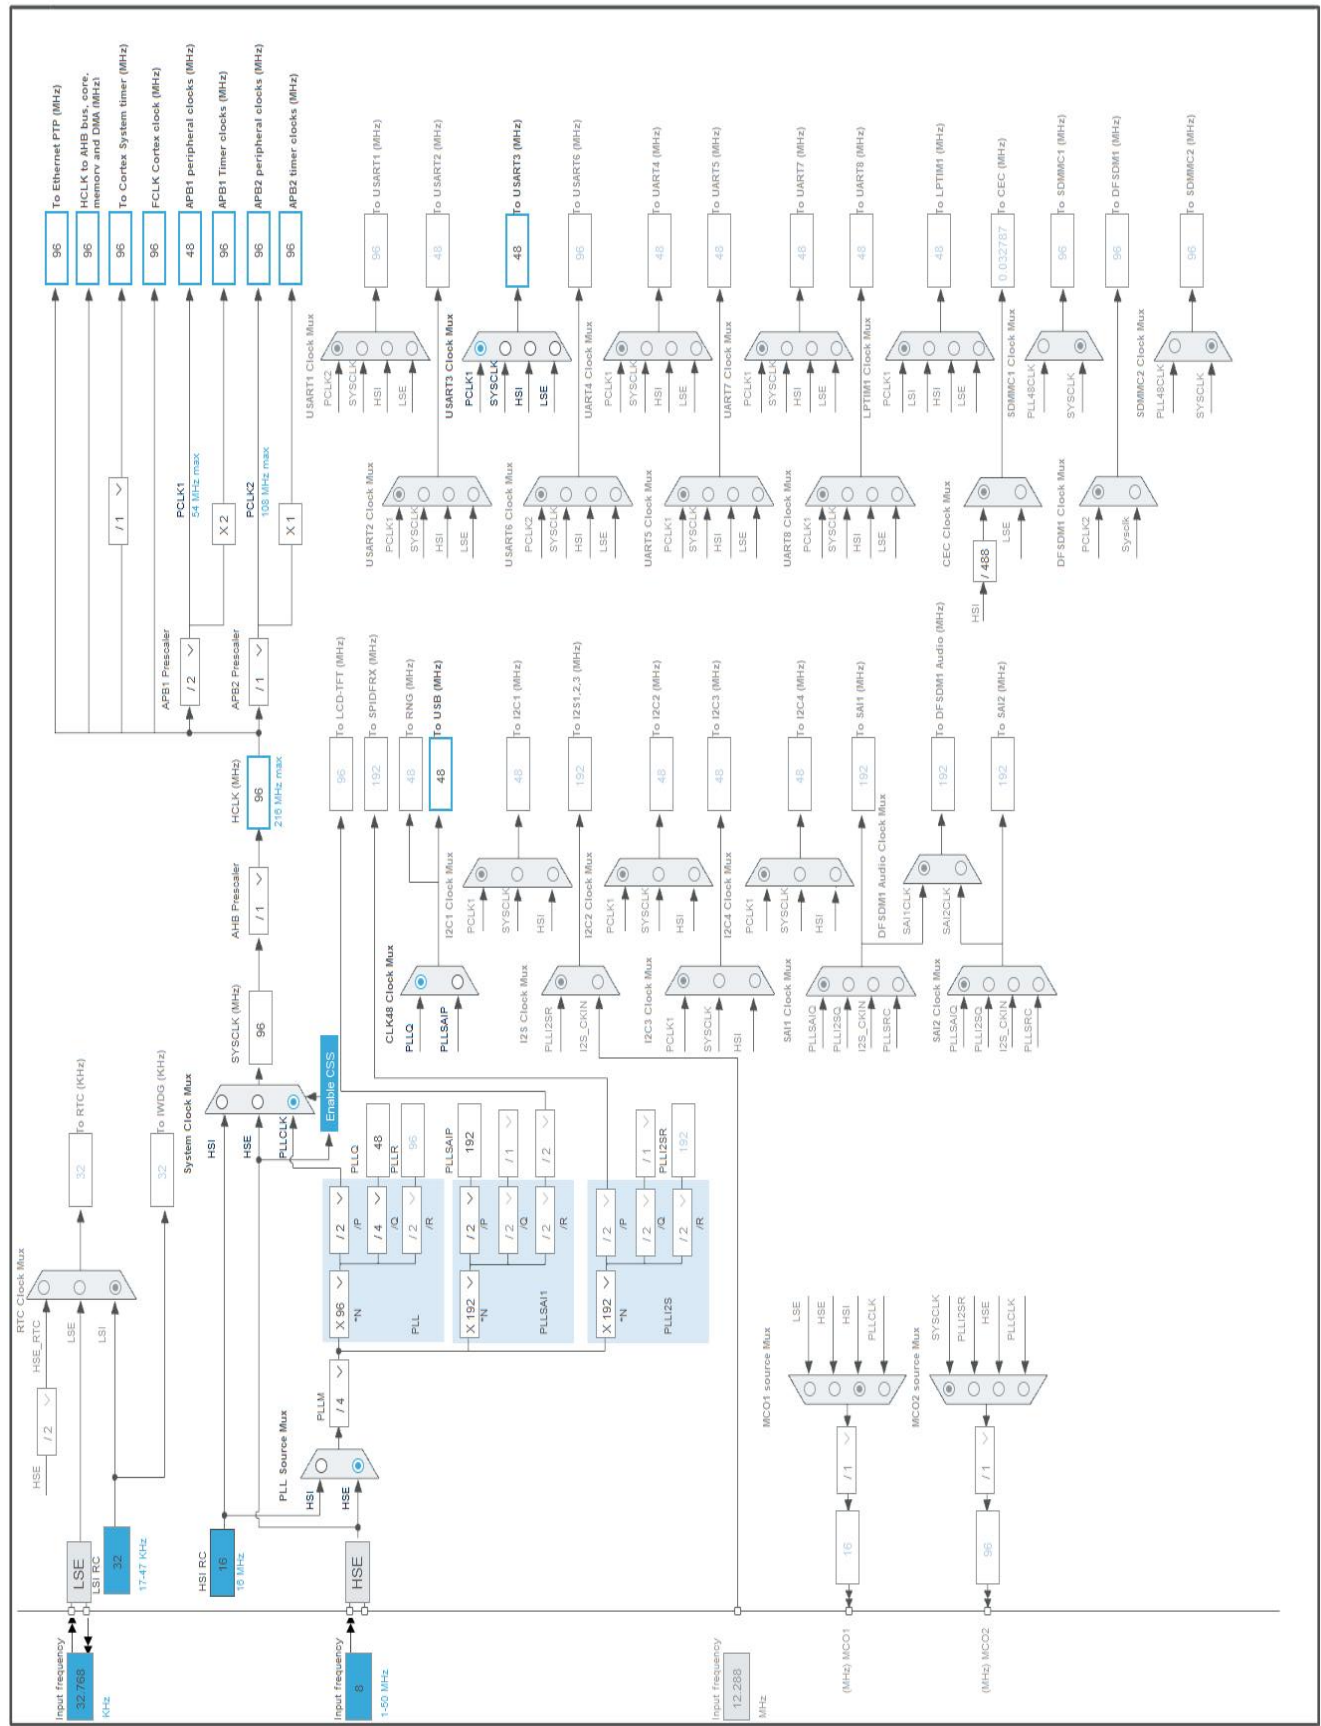 Input frequency
32.768
KHz
LSE
LSI RC
32
17-47 KHz
HSE
/ 2
HSE_RTC
LSE
LSI
RTC Clock Mux
32
To RTC (KHz)
32
To IWDG (KHz)
HSI RC
16
16 MHz
Input frequency
8
1-50 MHz
HSE
PLL Source Mux
HSI
HSE
PLLM
/ 4
X 96
*N
PLL
/ 2
/P
/ 4
/Q
/ 2
/R
PLLQ
48
PLLR
96
X 192
*N
PLLSAI1
/ 2
/P
/ 2
/Q
/ 2
/R
PLLSAIP
192
/ 1
/ 2
X 192
*N
PLLI2S
/ 2
/P
/ 2
/Q
/ 2
/R
/ 1
PLLI2SR
192
System Clock Mux
HSI
HSE
PLLCLK
Enable CSS
SYSCLK (MHz)
96
AHB Prescaler
/ 1
HCLK (MHz)
96
216 MHz max
APB1 Prescaler
/ 2
APB2 Prescaler
/ 1
/ 1
PCLK1
54 MHz max
X 2
PCLK2
108 MHz max
X 1
96
To Ethernet PTP (MHz)
96
HCLK to AHB bus, core,
memory and DMA (MHz)
96
To Cortex System timer (MHz)
96
FCLK Cortex clock (MHz)
48
APB1 peripheral clocks (MHz)
96
APB1 Timer clocks (MHz)
96
APB2 peripheral clocks (MHz)
96
APB2 timer clocks (MHz)
96
To LCD-TFT (MHz)
192
To SPIDFRX (MHz)
48
To RNG (MHz)
48
To USB (MHz)
CLK48 Clock Mux
PLLQ
PLLSAIP
I2C1 Clock Mux
PCLK1
SYSCLK
HSI
48
To I2C1 (MHz)
I2S Clock Mux
PLLI2SR
I2S_CKIN
192
To I2S1,2,3 (MHz)
I2C2 Clock Mux
PCLK1
SYSCLK
HSI
48
To I2C2 (MHz)
I2C3 Clock Mux
PCLK1
SYSCLK
HSI
48
To I2C3 (MHz)
I2C4 Clock Mux
PCLK1
SYSCLK
HSI
48
To I2C4 (MHz)
SAI1 Clock Mux
PLLSAIQ
PLLI2SQ
I2S_CKIN
PLLSRC
192
To SAI1 (MHz)
DFSDM1 Audio Clock Mux
SAI1CLK
SAI2CLK
192
To DFSDM1 Audio (MHz)
SAI2 Clock Mux
PLLSAIQ
PLLI2SQ
I2S_CKIN
PLLSRC
192
To SAI2 (MHz)
USART1 Clock Mux
PCLK2
SYSCLK
HSI
LSE
96
To USART1 (MHz)
USART2 Clock Mux
PCLK1
SYSCLK
HSI
LSE
48
To USART2 (MHz)
USART3 Clock Mux
PCLK1
SYSCLK
HSI
LSE
48
To USART3 (MHz)
USART6 Clock Mux
PCLK2
SYSCLK
HSI
LSE
96
To USART6 (MHz)
UART4 Clock Mux
PCLK1
SYSCLK
HSI
LSE
48
To UART4 (MHz)
UART5 Clock Mux
PCLK1
SYSCLK
HSI
LSE
48
To UART5 (MHz)
UART7 Clock Mux
PCLK1
SYSCLK
HSI
LSE
48
To UART7 (MHz)
UART8 Clock Mux
PCLK1
SYSCLK
HSI
LSE
48
To UART8 (MHz)
LPTIM1 Clock Mux
PCLK1
LSI
HSI
LSE
48
To LPTIM1 (MHz)
CEC Clock Mux
HSI
/ 488
LSE
0.032787
To CEC (MHz)
SDMMC1 Clock Mux
PLL48CLK
SYSCLK
96
To SDMMC1 (MHz)
DFSDM1 Clock Mux
PCLK2
Sysclk
96
To DFSDM1 (MHz)
SDMMC2 Clock Mux
PLL48CLK
SYSCLK
96
To SDMMC2 (MHz)
Input frequency
12.288
MHz
(MHz) MCO1
16
/ 1
MCO1 source Mux
LSE
HSE
HSI
PLLCLK
(MHz) MCO2
96
/ 1
MCO2 source Mux
SYSCLK
PLLI2SR
HSE
PLLCLK